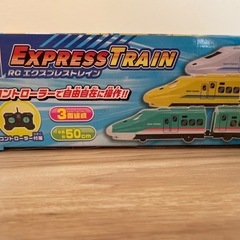 EXPRESS TRAIN
RC エクスプレストレイン
コントローラーで自由自在に操作!!
3両編成
約50cm
コントローラー付属